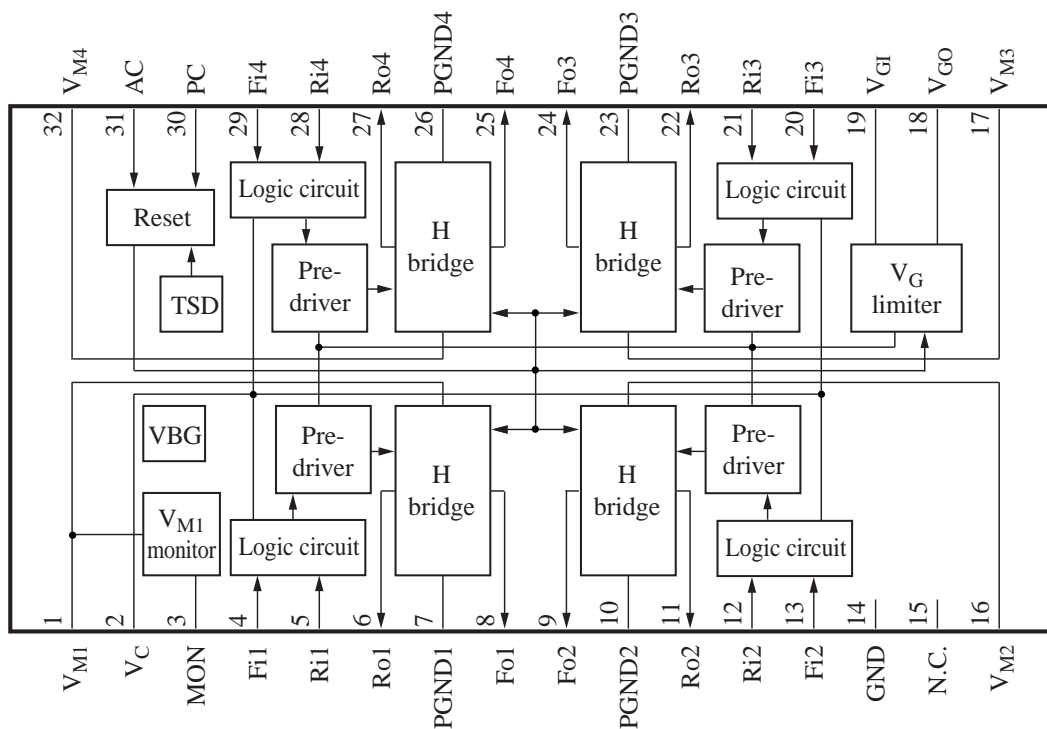 VM4 AC PC Fi4 Ri4 Ro4 PGND4 Fo4 Fo3 PGND3 Ro3 Ri3 Fi3 VGI VGO VM3
32 31 30 29 28 27 26 25 24 23 22 21 20 19 18 17
Logic circuit
Logic circuit
Reset
H
bridge
H
bridge
Pre-
driver
Pre-
driver
VG
limiter
TSD
VBG
Pre-
driver
H
bridge
H
bridge
Pre-
driver
VM1
monitor
Logic circuit
Logic circuit
1 2 3 4 5 6 7 8 9 10 11 12 13 14 15 16
VM1 VC MON Fi1 Ri1 Ro1 PGND1 Fo1 Fo2 PGND2 Ro2 Ri2 Fi2 GND N.C. VM2